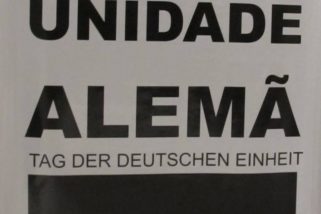 UNIDADE
ALEMÃ
TAG DER DEUTSCHEN EINHEIT